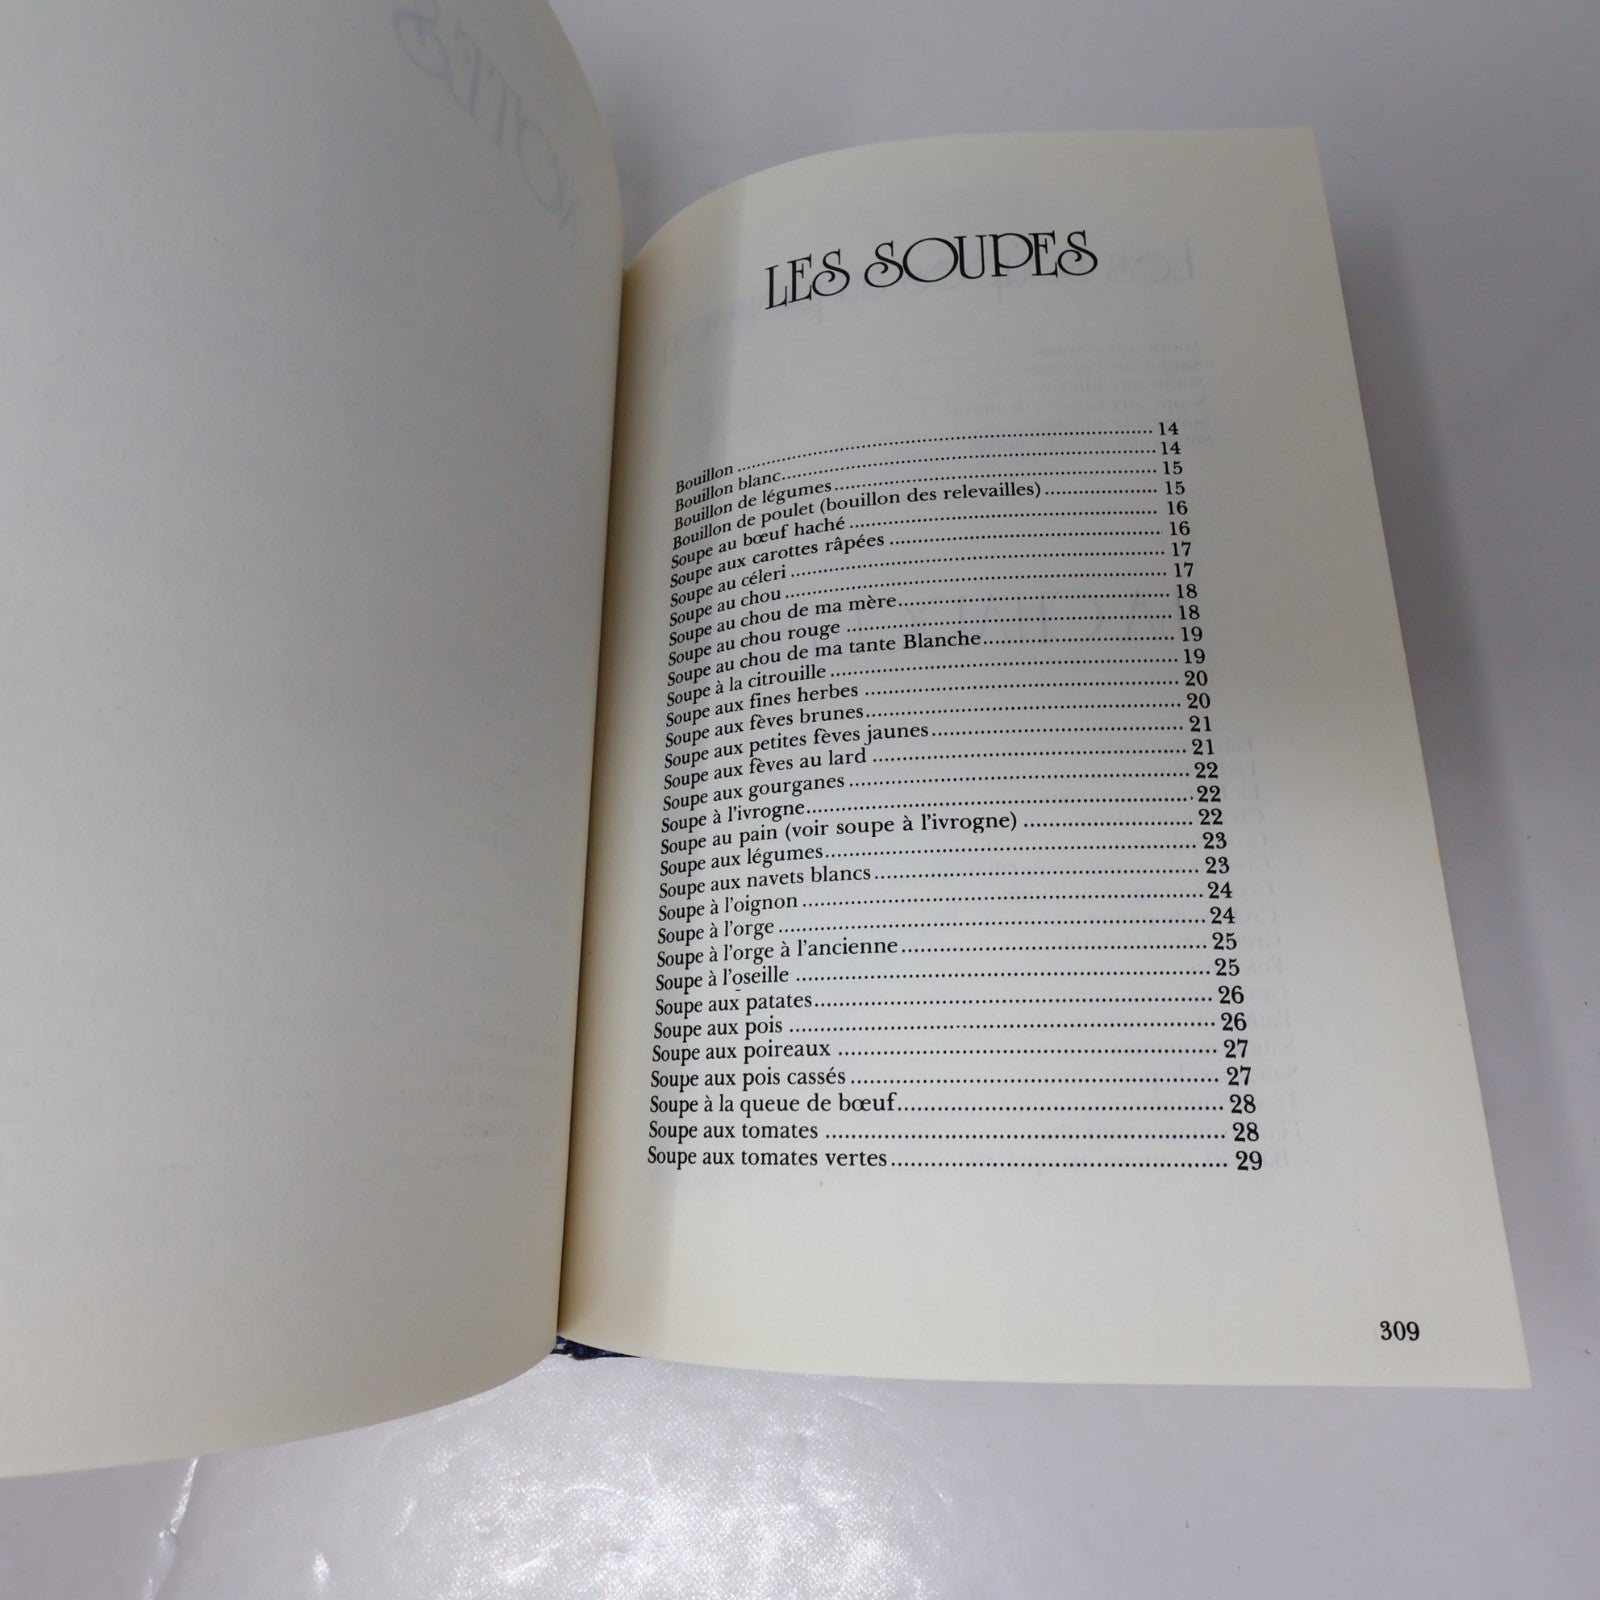 LES SOUPES
Bouillon ........ 14
Bouillon blanc ........ 14
Bouillon de légumes ........ 15
Bouillon de poulet (bouillon des relevailles) ........ 15
Soupe au bœuf haché ........ 16
Soupe aux carottes râpées ........ 16
Soupe au céleri ........ 17
Soupe au chou ........ 17
Soupe au chou de ma mère ........ 18
Soupe au chou rouge ........ 18
Soupe au chou de ma tante Blanche ........ 19
Soupe à la citrouille ........ 19
Soupe aux fines herbes ........ 20
Soupe aux fèves brunes ........ 20
Soupe aux petites fèves jaunes ........ 21
Soupe aux fèves au lard ........ 21
Soupe aux gourganes ........ 22
Soupe à l'ivrogne ........ 22
Soupe au pain (voir soupe à l'ivrogne) ........ 22
Soupe aux légumes ........ 23
Soupe aux navets blancs ........ 23
Soupe à l'oignon ........ 24
Soupe à l'orge ........ 24
Soupe à l'orge à l'ancienne ........ 25
Soupe à l'oseille ........ 25
Soupe aux patates ........ 26
Soupe aux pois ........ 26
Soupe aux poireaux ........ 27
Soupe aux pois cassés ........ 27
Soupe à la queue de bœuf ........ 28
Soupe aux tomates ........ 28
Soupe aux tomates vertes ........ 29
309